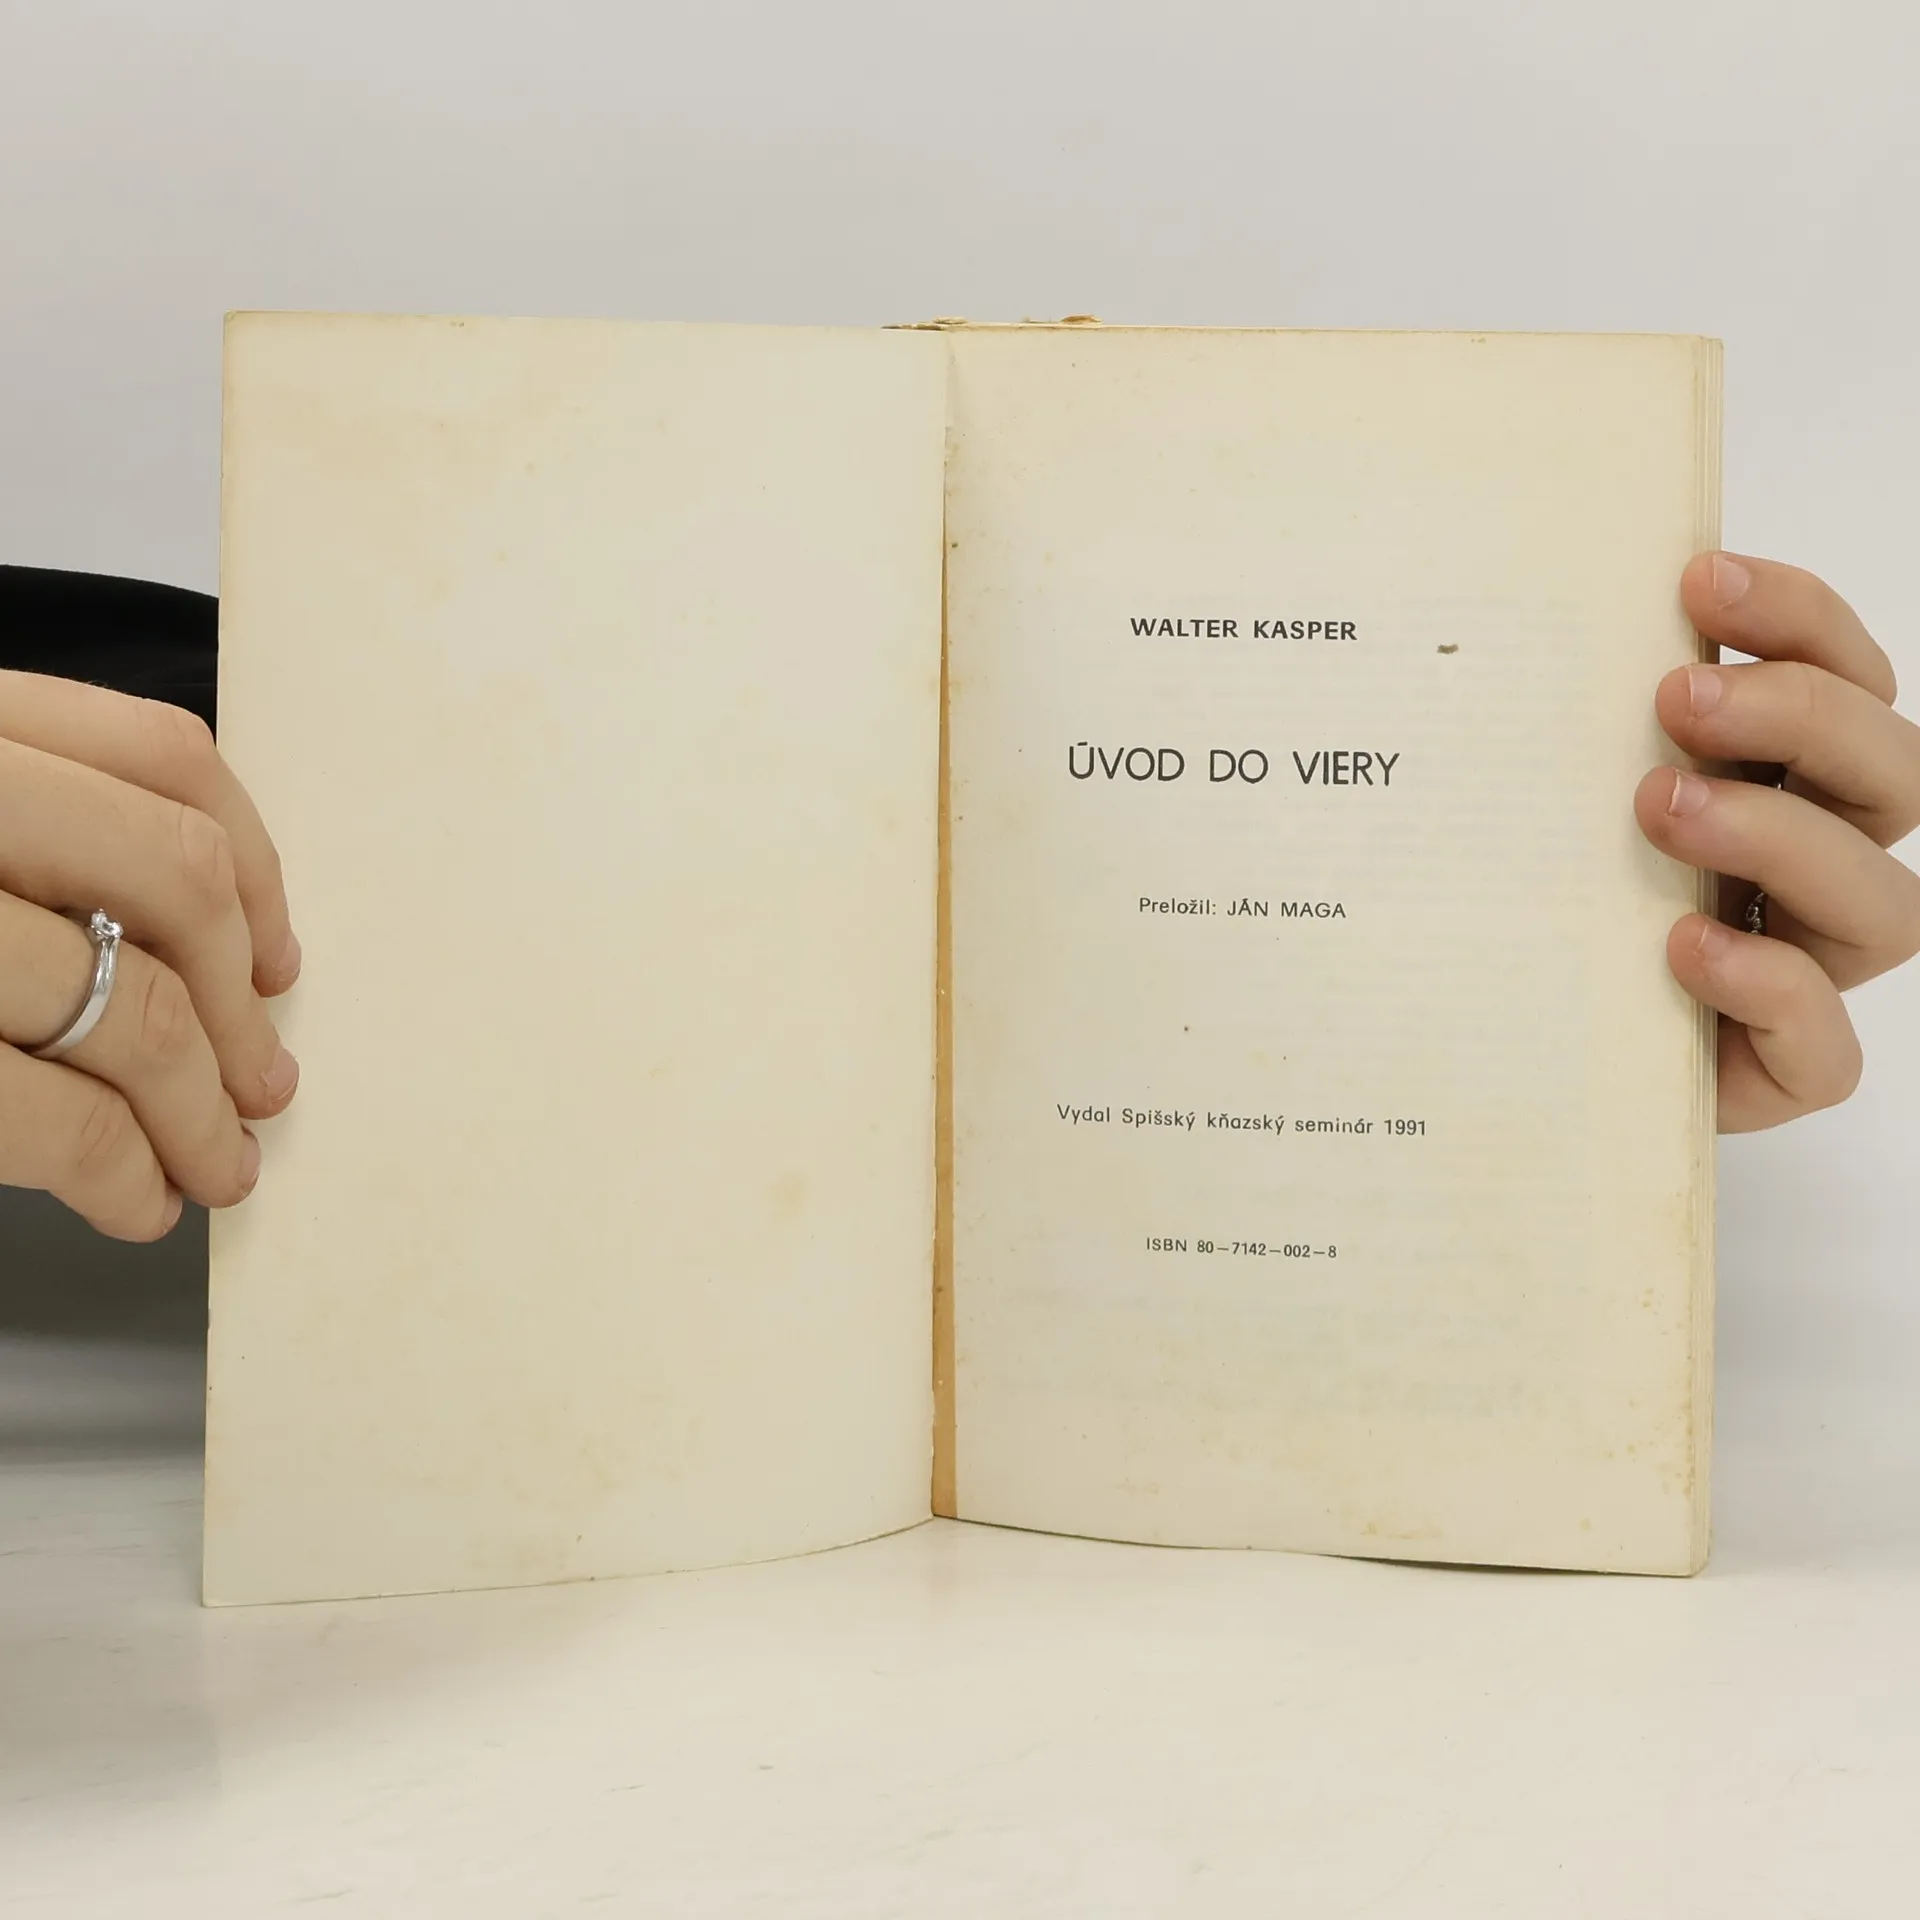 WALTER KASPER
ÚVOD DO VIERY
Preložil: JÁN MAGA
Vydal Spišský kňazský seminár 1991
ISBN 80—7142—002—8